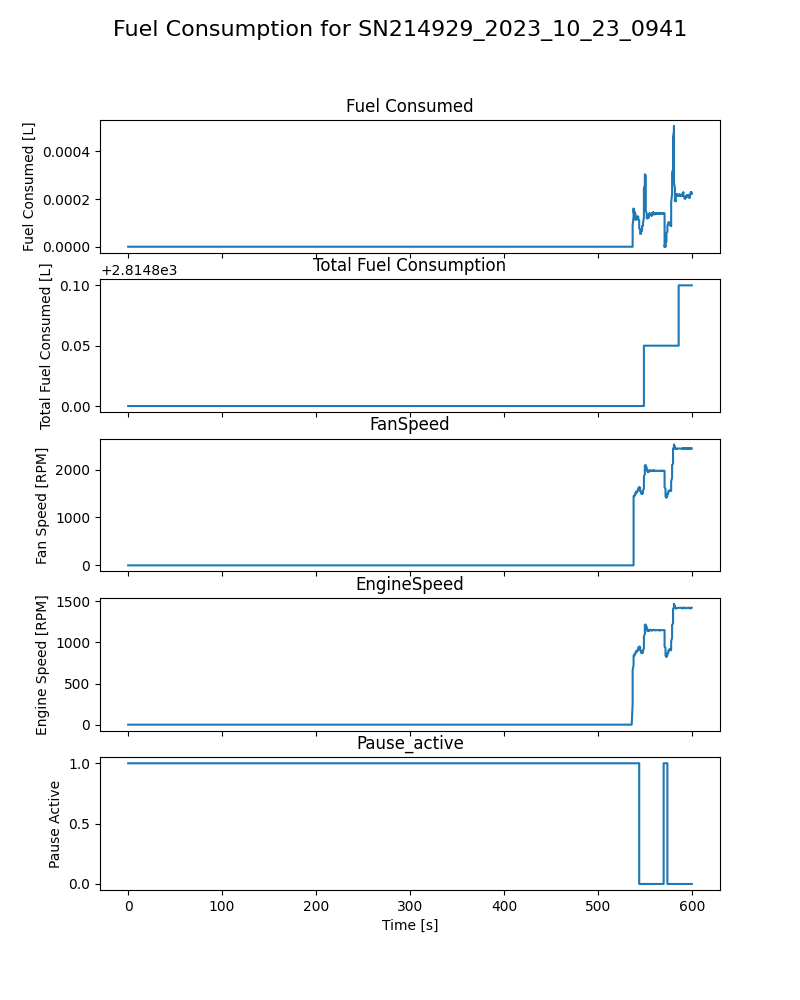 Fuel Consumption for SN214929_2023_10_23_0941
Fuel Consumed
Fuel Consumed [L]
0.0004
0.0002
0.0000
Total Fuel Consumption
+2.8148e3
Total Fuel Consumed [L]
0.10
0.05
0.00
FanSpeed
Fan Speed [RPM]
2000
1000
0
EngineSpeed
Engine Speed [RPM]
1500
1000
500
0
Pause_active
Pause Active
1.0
0.5
0.0
0 100 200 300 400 500 600
Time [s]